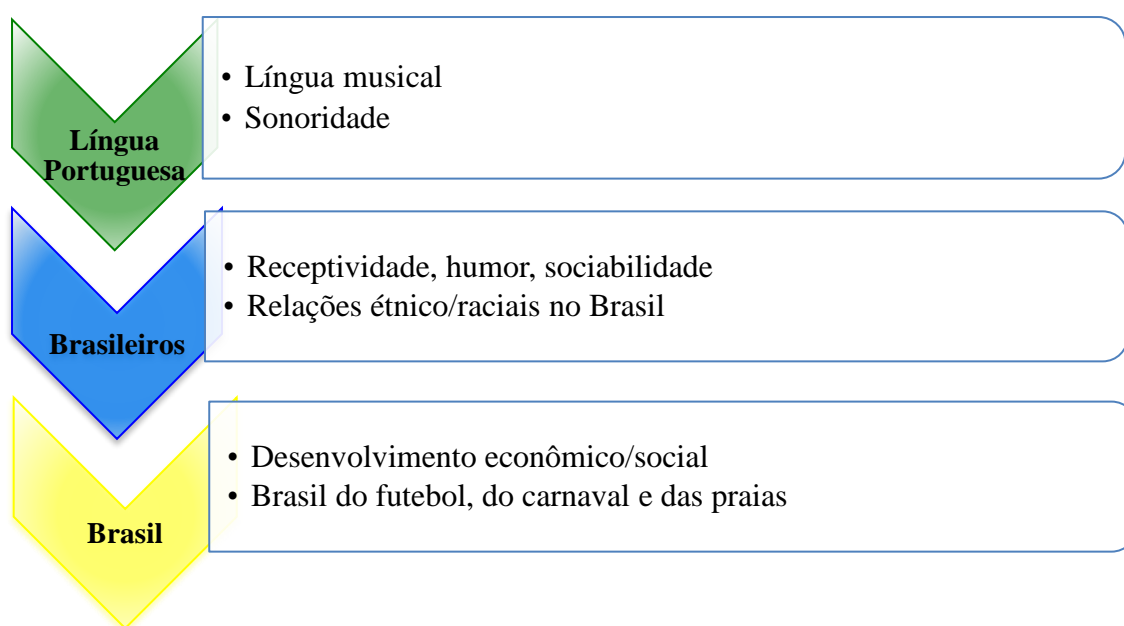 Língua
Portuguesa
• Língua musical
• Sonoridade
Brasileiros
• Receptividade, humor, sociabilidade
• Relações étnico/raciais no Brasil
Brasil
• Desenvolvimento econômico/social
• Brasil do futebol, do carnaval e das praias